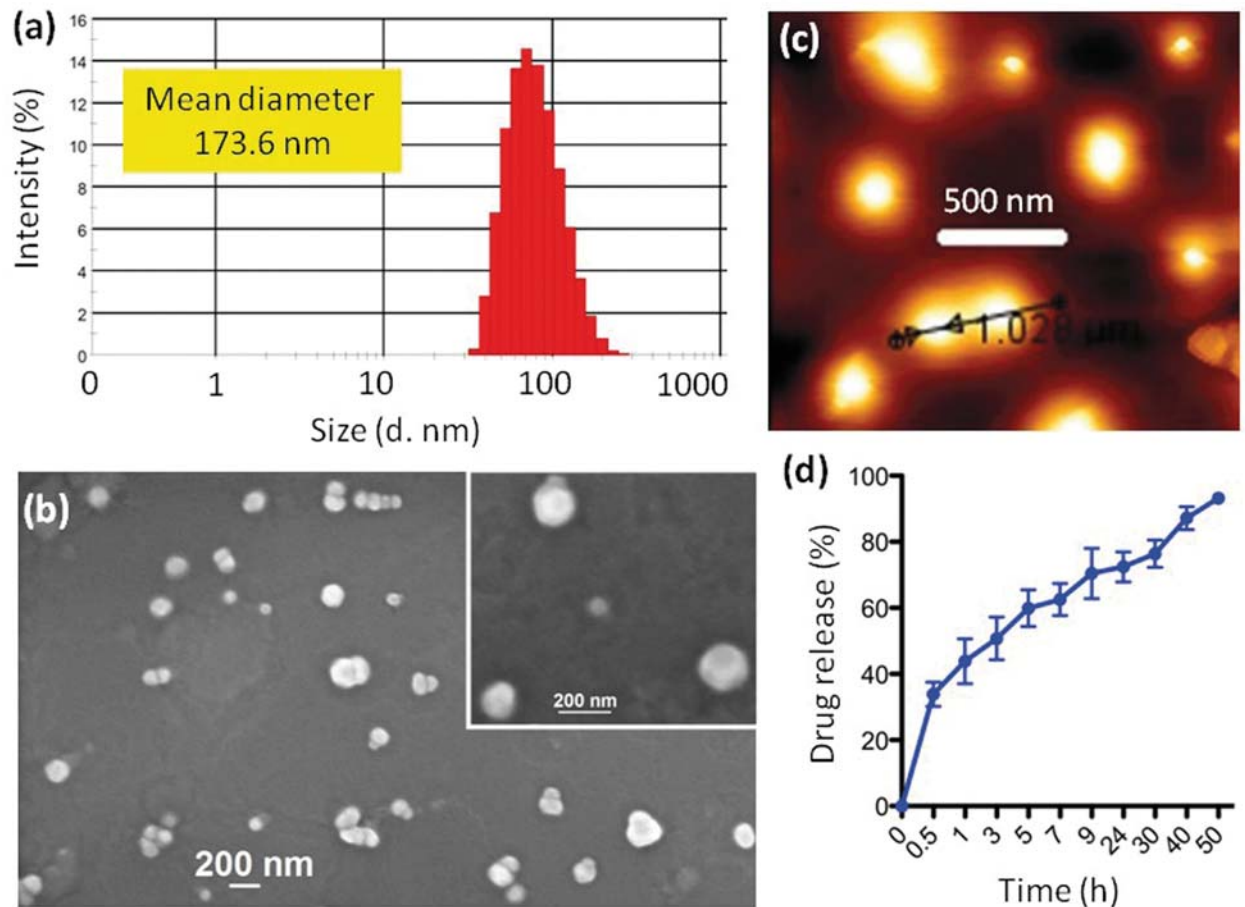 (a)
Intensity (%)
16
14
12
10
8
6
4
2
0
Mean diameter
173.6 nm
0 1 10 100 1000
Size (d. nm)
(b)
200 nm
200 nm
(c)
500 nm
1.028 µm
(d)
Drug release (%)
100
80
60
40
20
0
0 0.5 1 3 5 7 9 24 30 40 50
Time (h)